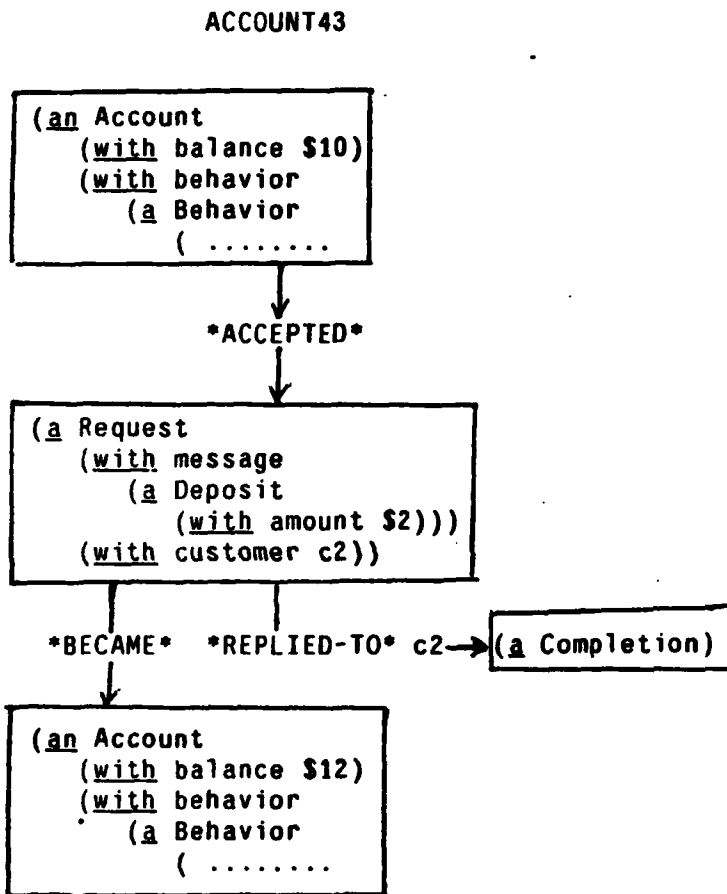 ACCOUNT43
(an Account
(with balance $10)
(with behavior
(a Behavior
( ........
*ACCEPTED*
(a Request
(with message
(a Deposit
(with amount $2)))
(with customer c2))
*BECAME* *REPLIED-TO* c2 (a Completion)
(an Account
(with balance $12)
(with behavior
(a Behavior
( ........